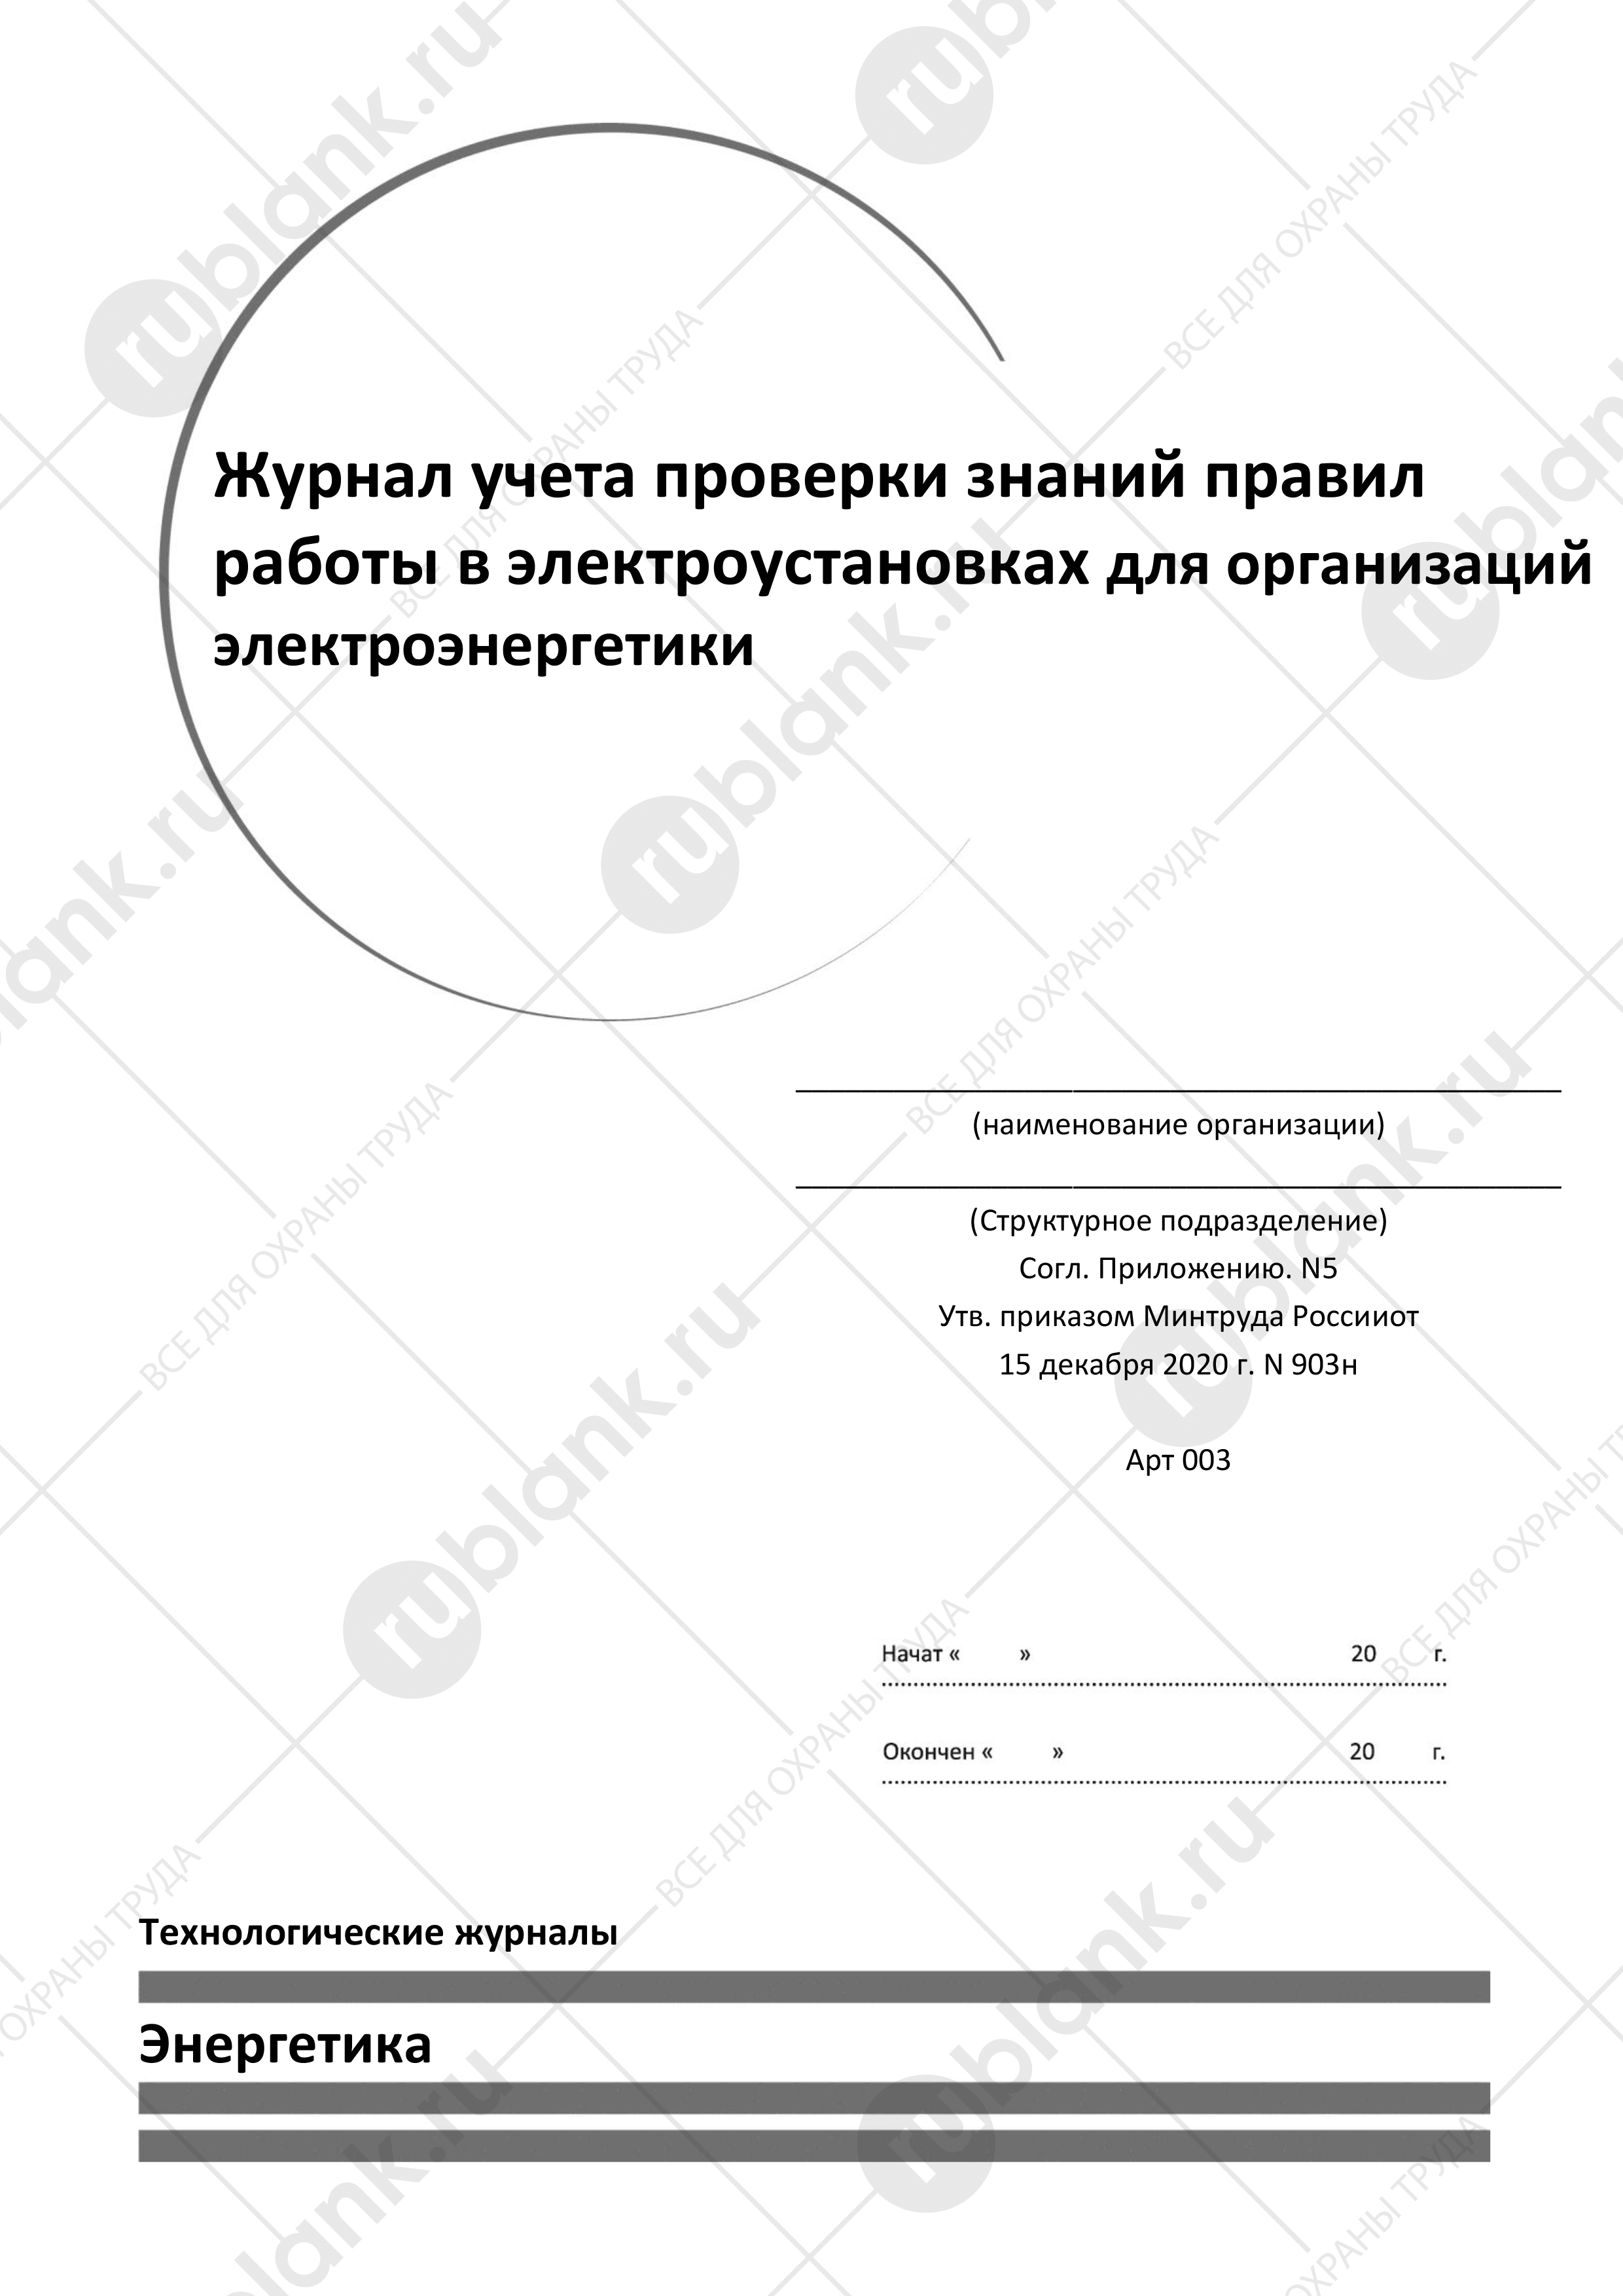 Журнал учета проверки знаний правил
работы в электроустановках для организаций
электроэнергетики
(наименование организации)
(Структурное подразделение)
Согл. Приложению. N5
Утв. приказом Минтруда Россииот
15 декабря 2020 г. N 903н
Арт 003
Начат « » 20 г.
Окончен « » 20 г.
Технологические журналы
Энергетика
rublank.ru
ВСЕ ДЛЯ ОХРАНЫ ТРУДА